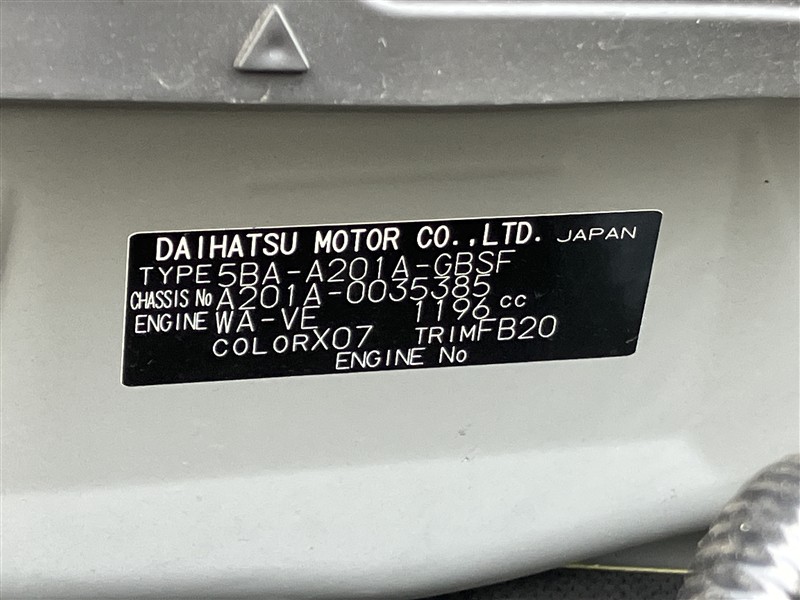 DAIHATSU MOTOR CO.,LTD. JAPAN
TYPE 5BA-A201A-GBSF
CHASSIS No A201A-0035385
ENGINE WA-VE 1196 cc
COLOR X07 TRIM FB20
ENGINE No